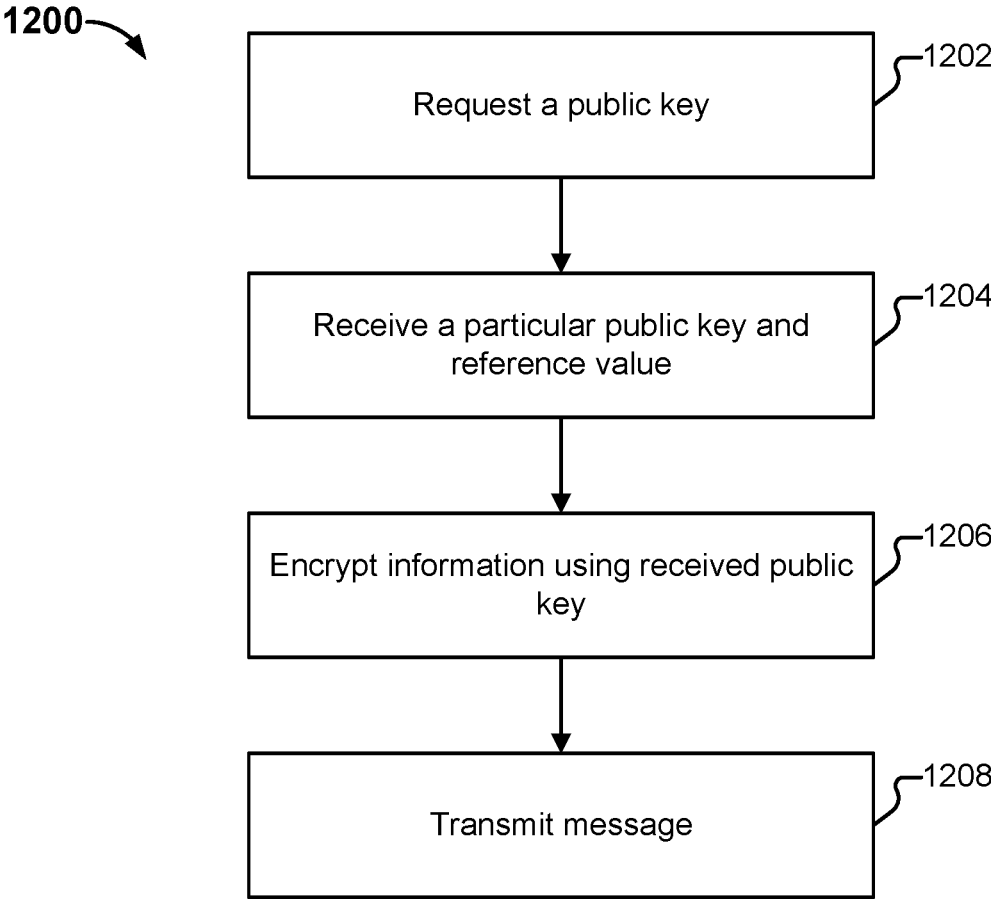 1200
1202
Request a public key
1204
Receive a particular public key and
reference value
1206
Encrypt information using received public
key
1208
Transmit message